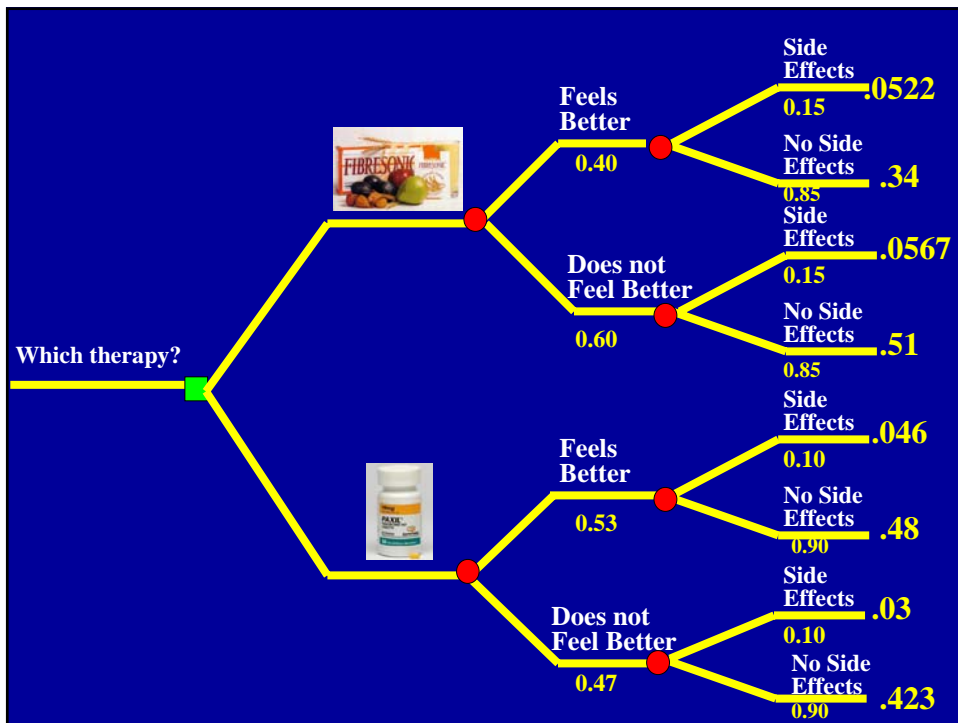 Which therapy?
FIBRESONIC
Feels
Better
0.40
Side
Effects
0.15
.0522
No Side
Effects
0.85
.34
Does not
Feel Better
0.60
Side
Effects
0.15
.0567
No Side
Effects
0.85
.51
PAXIL
Feels
Better
0.53
Side
Effects
0.10
.046
No Side
Effects
0.90
.48
Does not
Feel Better
0.47
Side
Effects
0.10
.03
No Side
Effects
0.90
.423